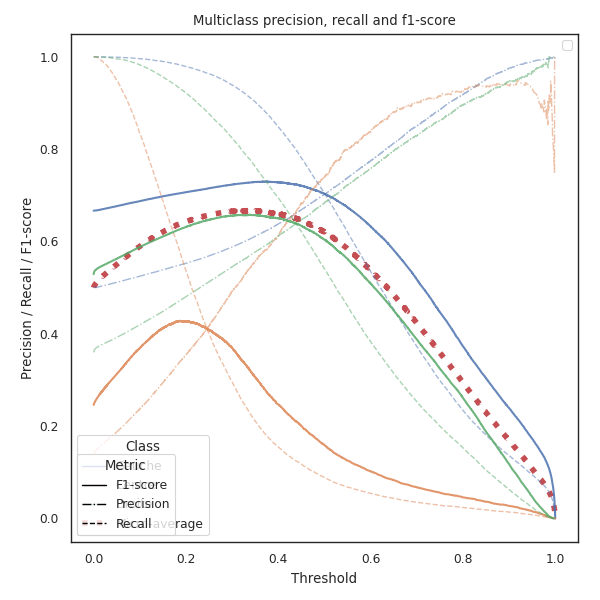 Multiclass precision, recall and f1-score
Precision / Recall / F1-score
1.0
0.8
0.6
0.4
0.2
0.0
Class
Metric
F1-score
Precision
Recall
average
0.0 0.2 0.4 0.6 0.8 1.0
Threshold